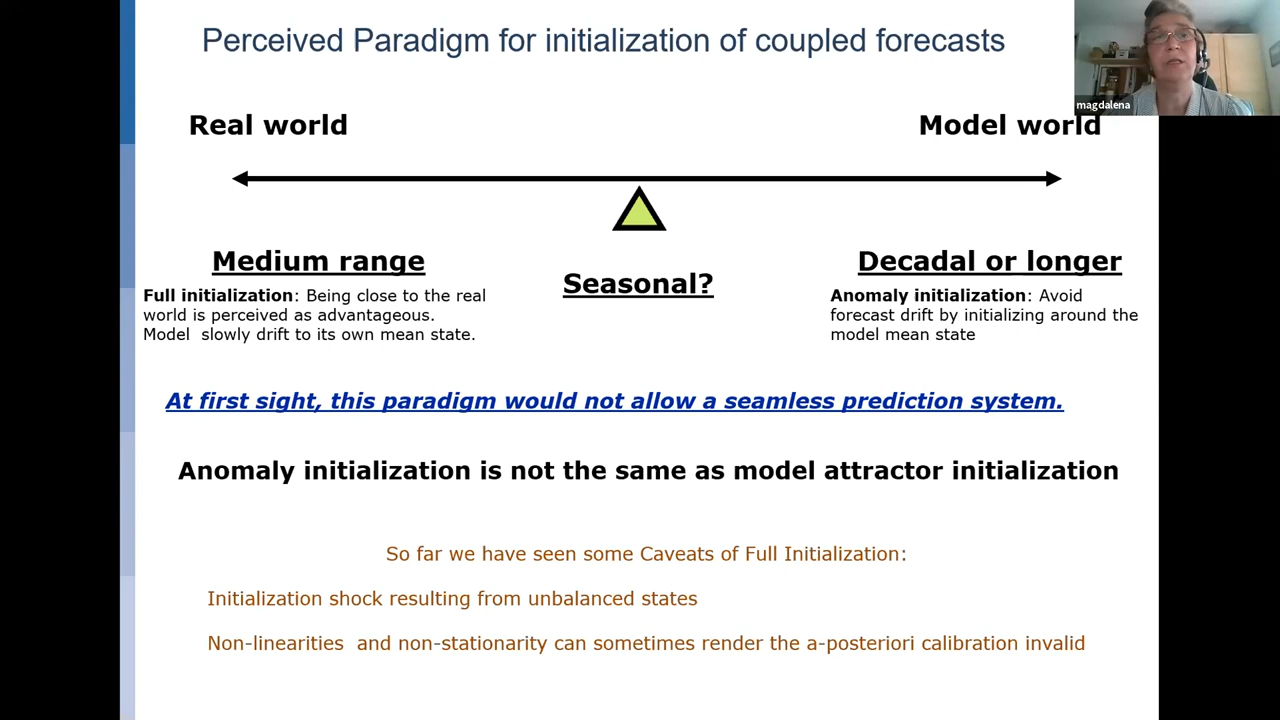 Perceived Paradigm for initialization of coupled forecasts
magdalena
Real world
Model world
Medium range
Full initialization: Being close to the real
world is perceived as advantageous.
Model slowly drift to its own mean state.
Seasonal?
Decadal or longer
Anomaly initialization: Avoid
forecast drift by initializing around the
model mean state
At first sight, this paradigm would not allow a seamless prediction system.
Anomaly initialization is not the same as model attractor initialization
So far we have seen some Caveats of Full Initialization:
Initialization shock resulting from unbalanced states
Non-linearities and non-stationarity can sometimes render the a-posteriori calibration invalid